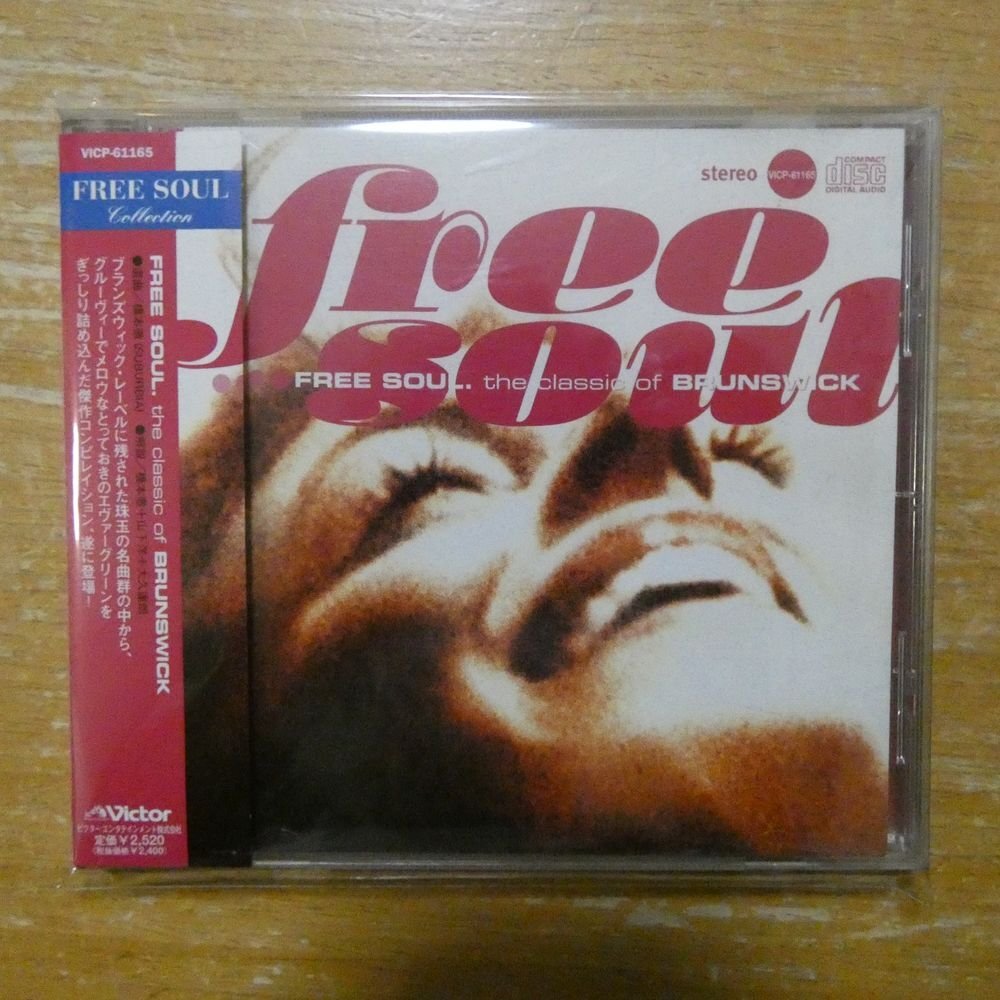 VICP-61165
FREE SOUL
Collection
FREE SOUL. the classic of BRUNSWICK
ブランズウィック・レーベルに残された珠玉の名曲群の中から、
グルーヴィーでメロウなとっておきのエヴァーグリーンを
ぎっしり詰め込んだ傑作コンピレイション、遂に登場!
Victor
ビクターエンタテインメント株式会社
定価¥2,520
(税抜価格¥2,400)
stereo
VICP-61165
COMPACT
disc
DIGITAL AUDIO
free
soul
FREE SOUL. the classic of BRUNSWICK